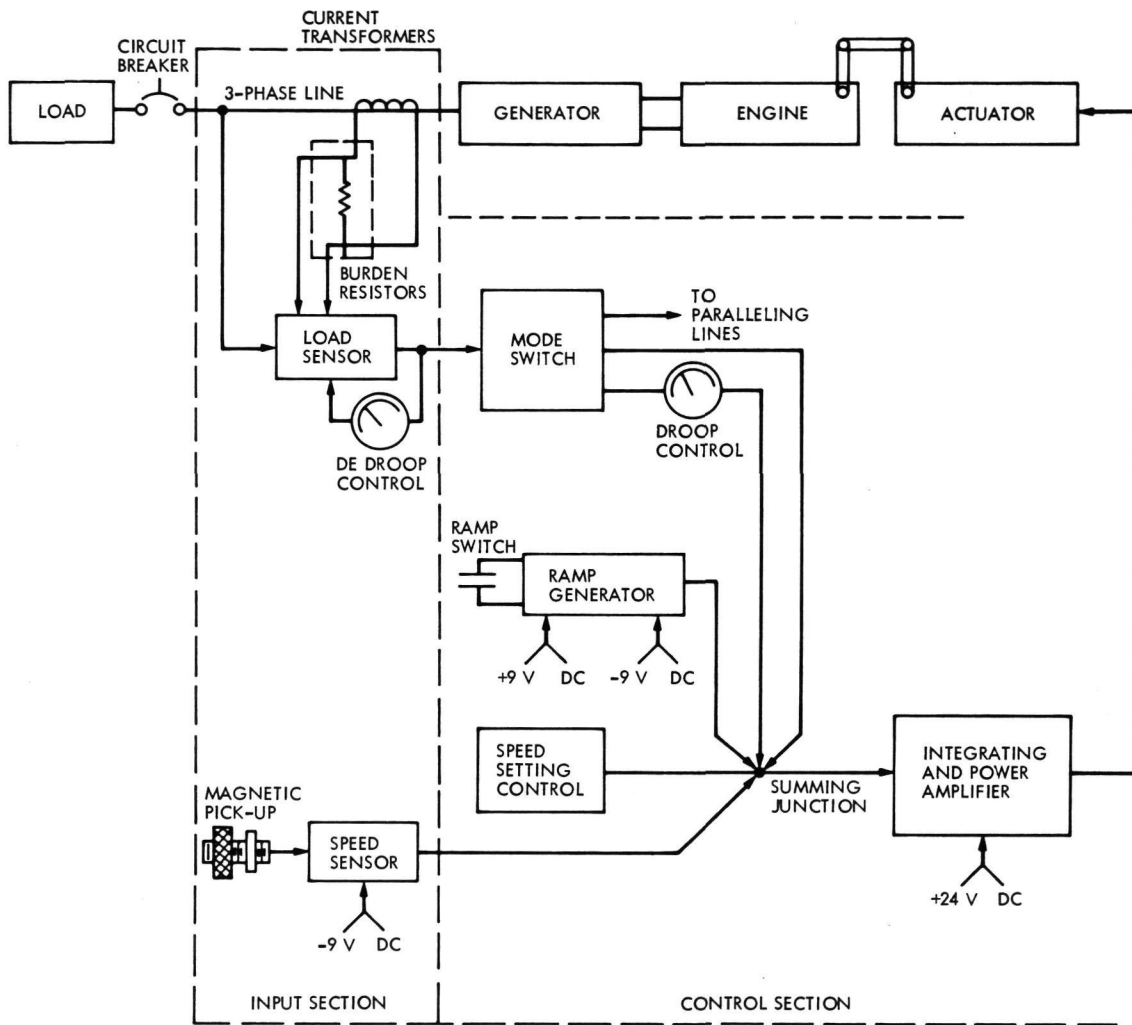 CURRENT
TRANSFORMERS
CIRCUIT
BREAKER
3-PHASE LINE
LOAD
GENERATOR
ENGINE
ACTUATOR
BURDEN
RESISTORS
LOAD
SENSOR
MODE
SWITCH
TO
PARALLELING
LINES
DE DROOP
CONTROL
DROOP
CONTROL
RAMP
SWITCH
RAMP
GENERATOR
+9 V DC
-9 V DC
SPEED
SETTING
CONTROL
SUMMING
JUNCTION
INTEGRATING
AND POWER
AMPLIFIER
MAGNETIC
PICK-UP
SPEED
SENSOR
-9 V DC
+24 V DC
INPUT SECTION
CONTROL SECTION